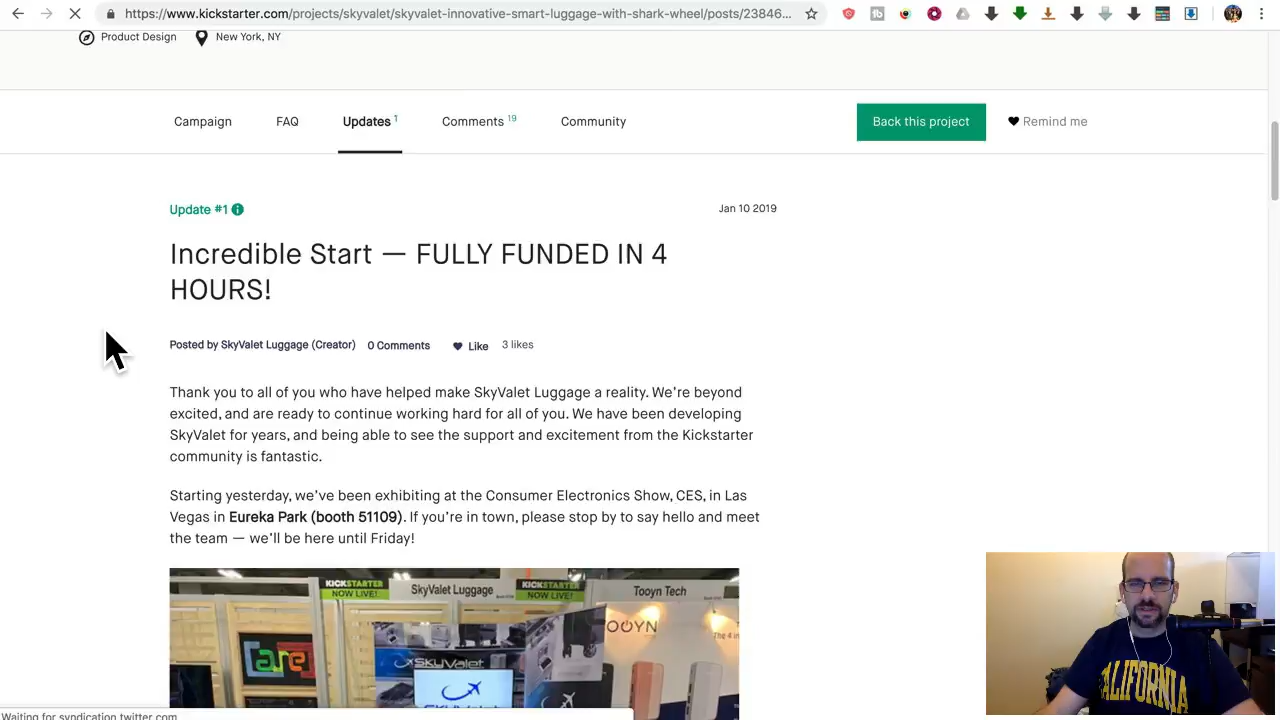 https://www.kickstarter.com/projects/skyvalet/skyvalet-innovative-smart-luggage-with-shark-wheel/posts/23846...
Product Design New York, NY
Campaign FAQ Updates 1 Comments 19 Community Back this project Remind me
Update #1 Jan 10 2019
Incredible Start — FULLY FUNDED IN 4
HOURS!
Posted by SkyValet Luggage (Creator) 0 Comments Like 3 likes
Thank you to all of you who have helped make SkyValet Luggage a reality. We're beyond
excited, and are ready to continue working hard for all of you. We have been developing
SkyValet for years, and being able to see the support and excitement from the Kickstarter
community is fantastic.
Starting yesterday, we've been exhibiting at the Consumer Electronics Show, CES, in Las
Vegas in Eureka Park (booth 51109). If you're in town, please stop by to say hello and meet
the team — we'll be here until Friday!
KICKSTARTER
NOW LIVE!
SkyValet Luggage
KICKSTARTER
NOW LIVE!
Tooyn Tech
OOYN
The 4 in
[are]
SkyValet
CALIFORNIA
Waiting for syndication.twitter.com